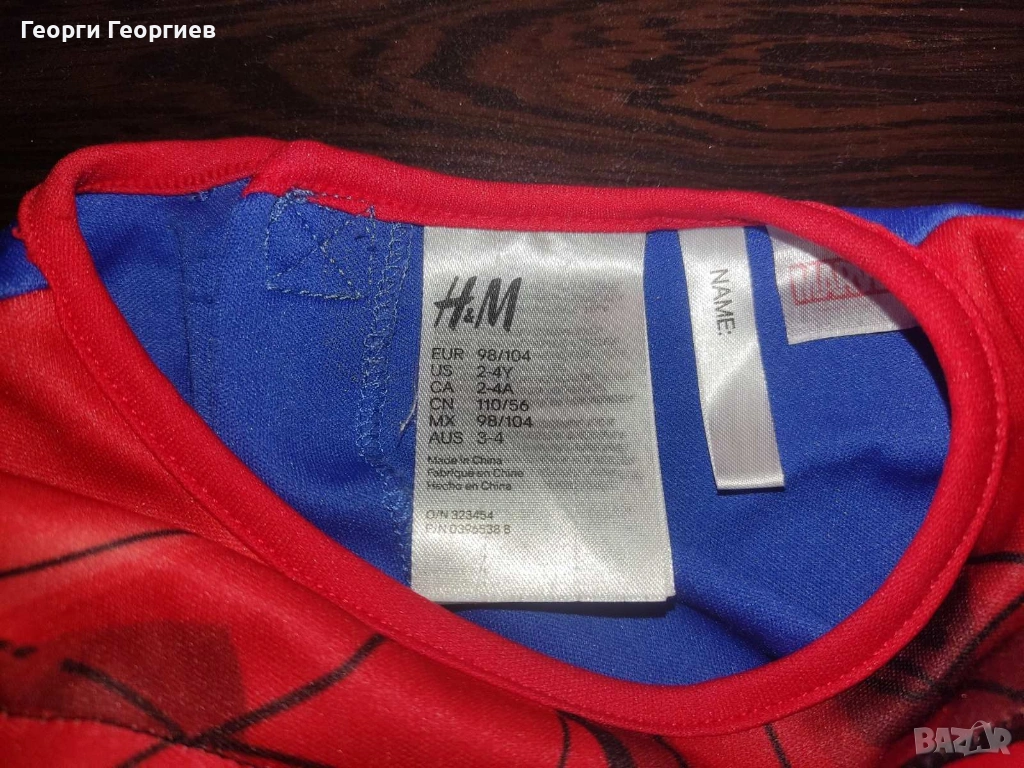 Георги Георгиев
H&M
EUR 98/104
US 2-4Y
CA 2-4A
CN 110/56
MX 98/104
AUS 3-4
Made in China
Fabriqué en Chine
Hecho en China
O/N 323454
P/N 0396538 B
NAME:
MARVEL
BAZAR